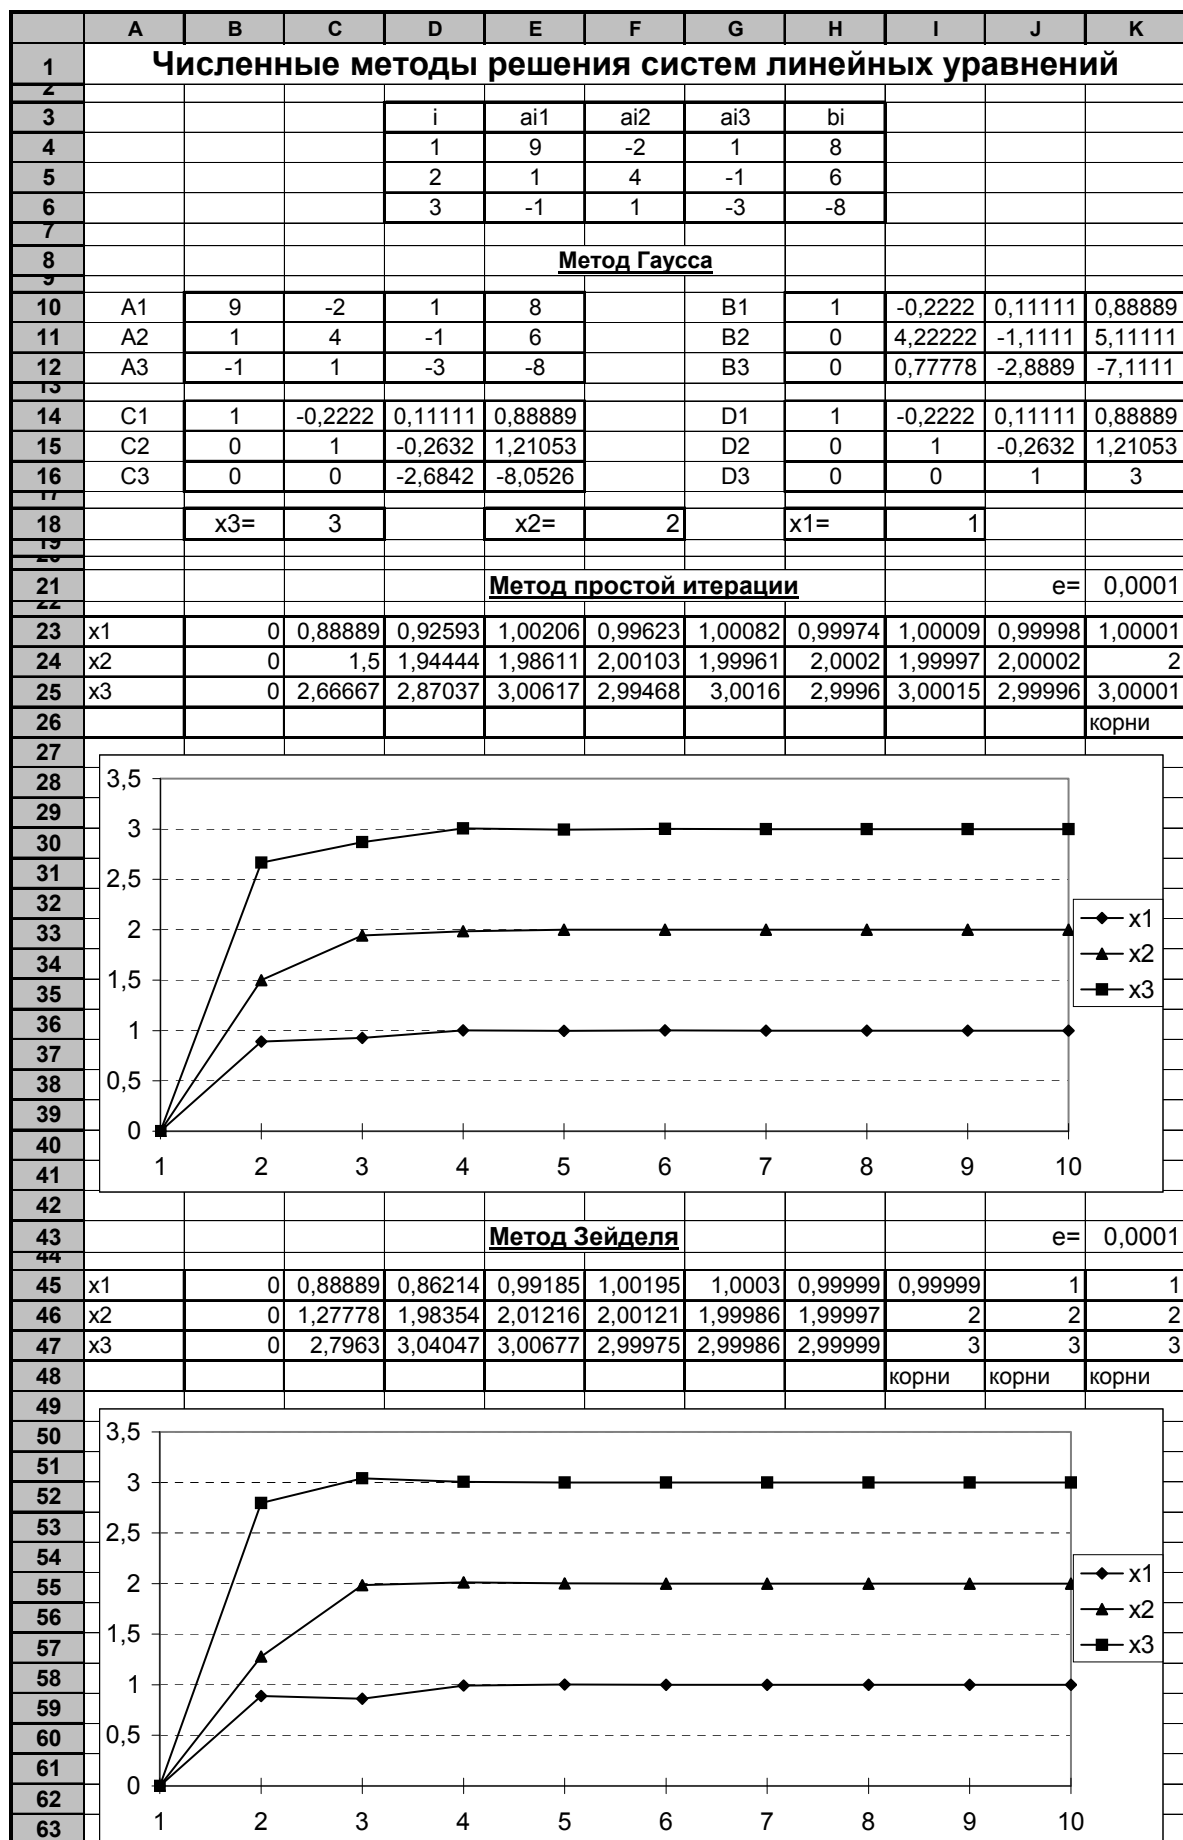 A B C D E F G H I J K
1 Численные методы решения систем линейных уравнений
2
3 i ai1 ai2 ai3 bi
4 1 9 -2 1 8
5 2 1 4 -1 6
6 3 -1 1 -3 -8
7
8 Метод Гаусса
9
10 A1 9 -2 1 8 B1 1 -0,2222 0,11111 0,88889
11 A2 1 4 -1 6 B2 0 4,22222 -1,1111 5,11111
12 A3 -1 1 -3 -8 B3 0 0,77778 -2,8889 -7,1111
13
14 C1 1 -0,2222 0,11111 0,88889 D1 1 -0,2222 0,11111 0,88889
15 C2 0 1 -0,2632 1,21053 D2 0 1 -0,2632 1,21053
16 C3 0 0 -2,6842 -8,0526 D3 0 0 1 3
17
18 x3= 3 x2= 2 x1= 1
19
20
21 Метод простой итерации e= 0,0001
22
23 x1 0 0,88889 0,92593 1,00206 0,99623 1,00082 0,99974 1,00009 0,99998 1,00001
24 x2 0 1,5 1,94444 1,98611 2,00103 1,99961 2,0002 1,99997 2,00002 2
25 x3 0 2,66667 2,87037 3,00617 2,99468 3,0016 2,9996 3,00015 2,99996 3,00001
26 корни
27
28 3,5
29
30 3
31 2,5
32
33 2
34
35 1,5
36 1
37
38 0,5
39
40 0
41 1 2 3 4 5 6 7 8 9 10
x1
x2
x3
42
43 Метод Зейделя e= 0,0001
44
45 x1 0 0,88889 0,86214 0,99185 1,00195 1,0003 0,99999 0,99999 1 1
46 x2 0 1,27778 1,98354 2,01216 2,00121 1,99986 1,99997 2 2 2
47 x3 0 2,7963 3,04047 3,00677 2,99975 2,99986 2,99999 3 3 3
48 корни корни корни
49
50 3,5
51
52 3
53 2,5
54
55 2
56
57 1,5
58 1
59
60 0,5
61
62 0
63 1 2 3 4 5 6 7 8 9 10
x1
x2
x3